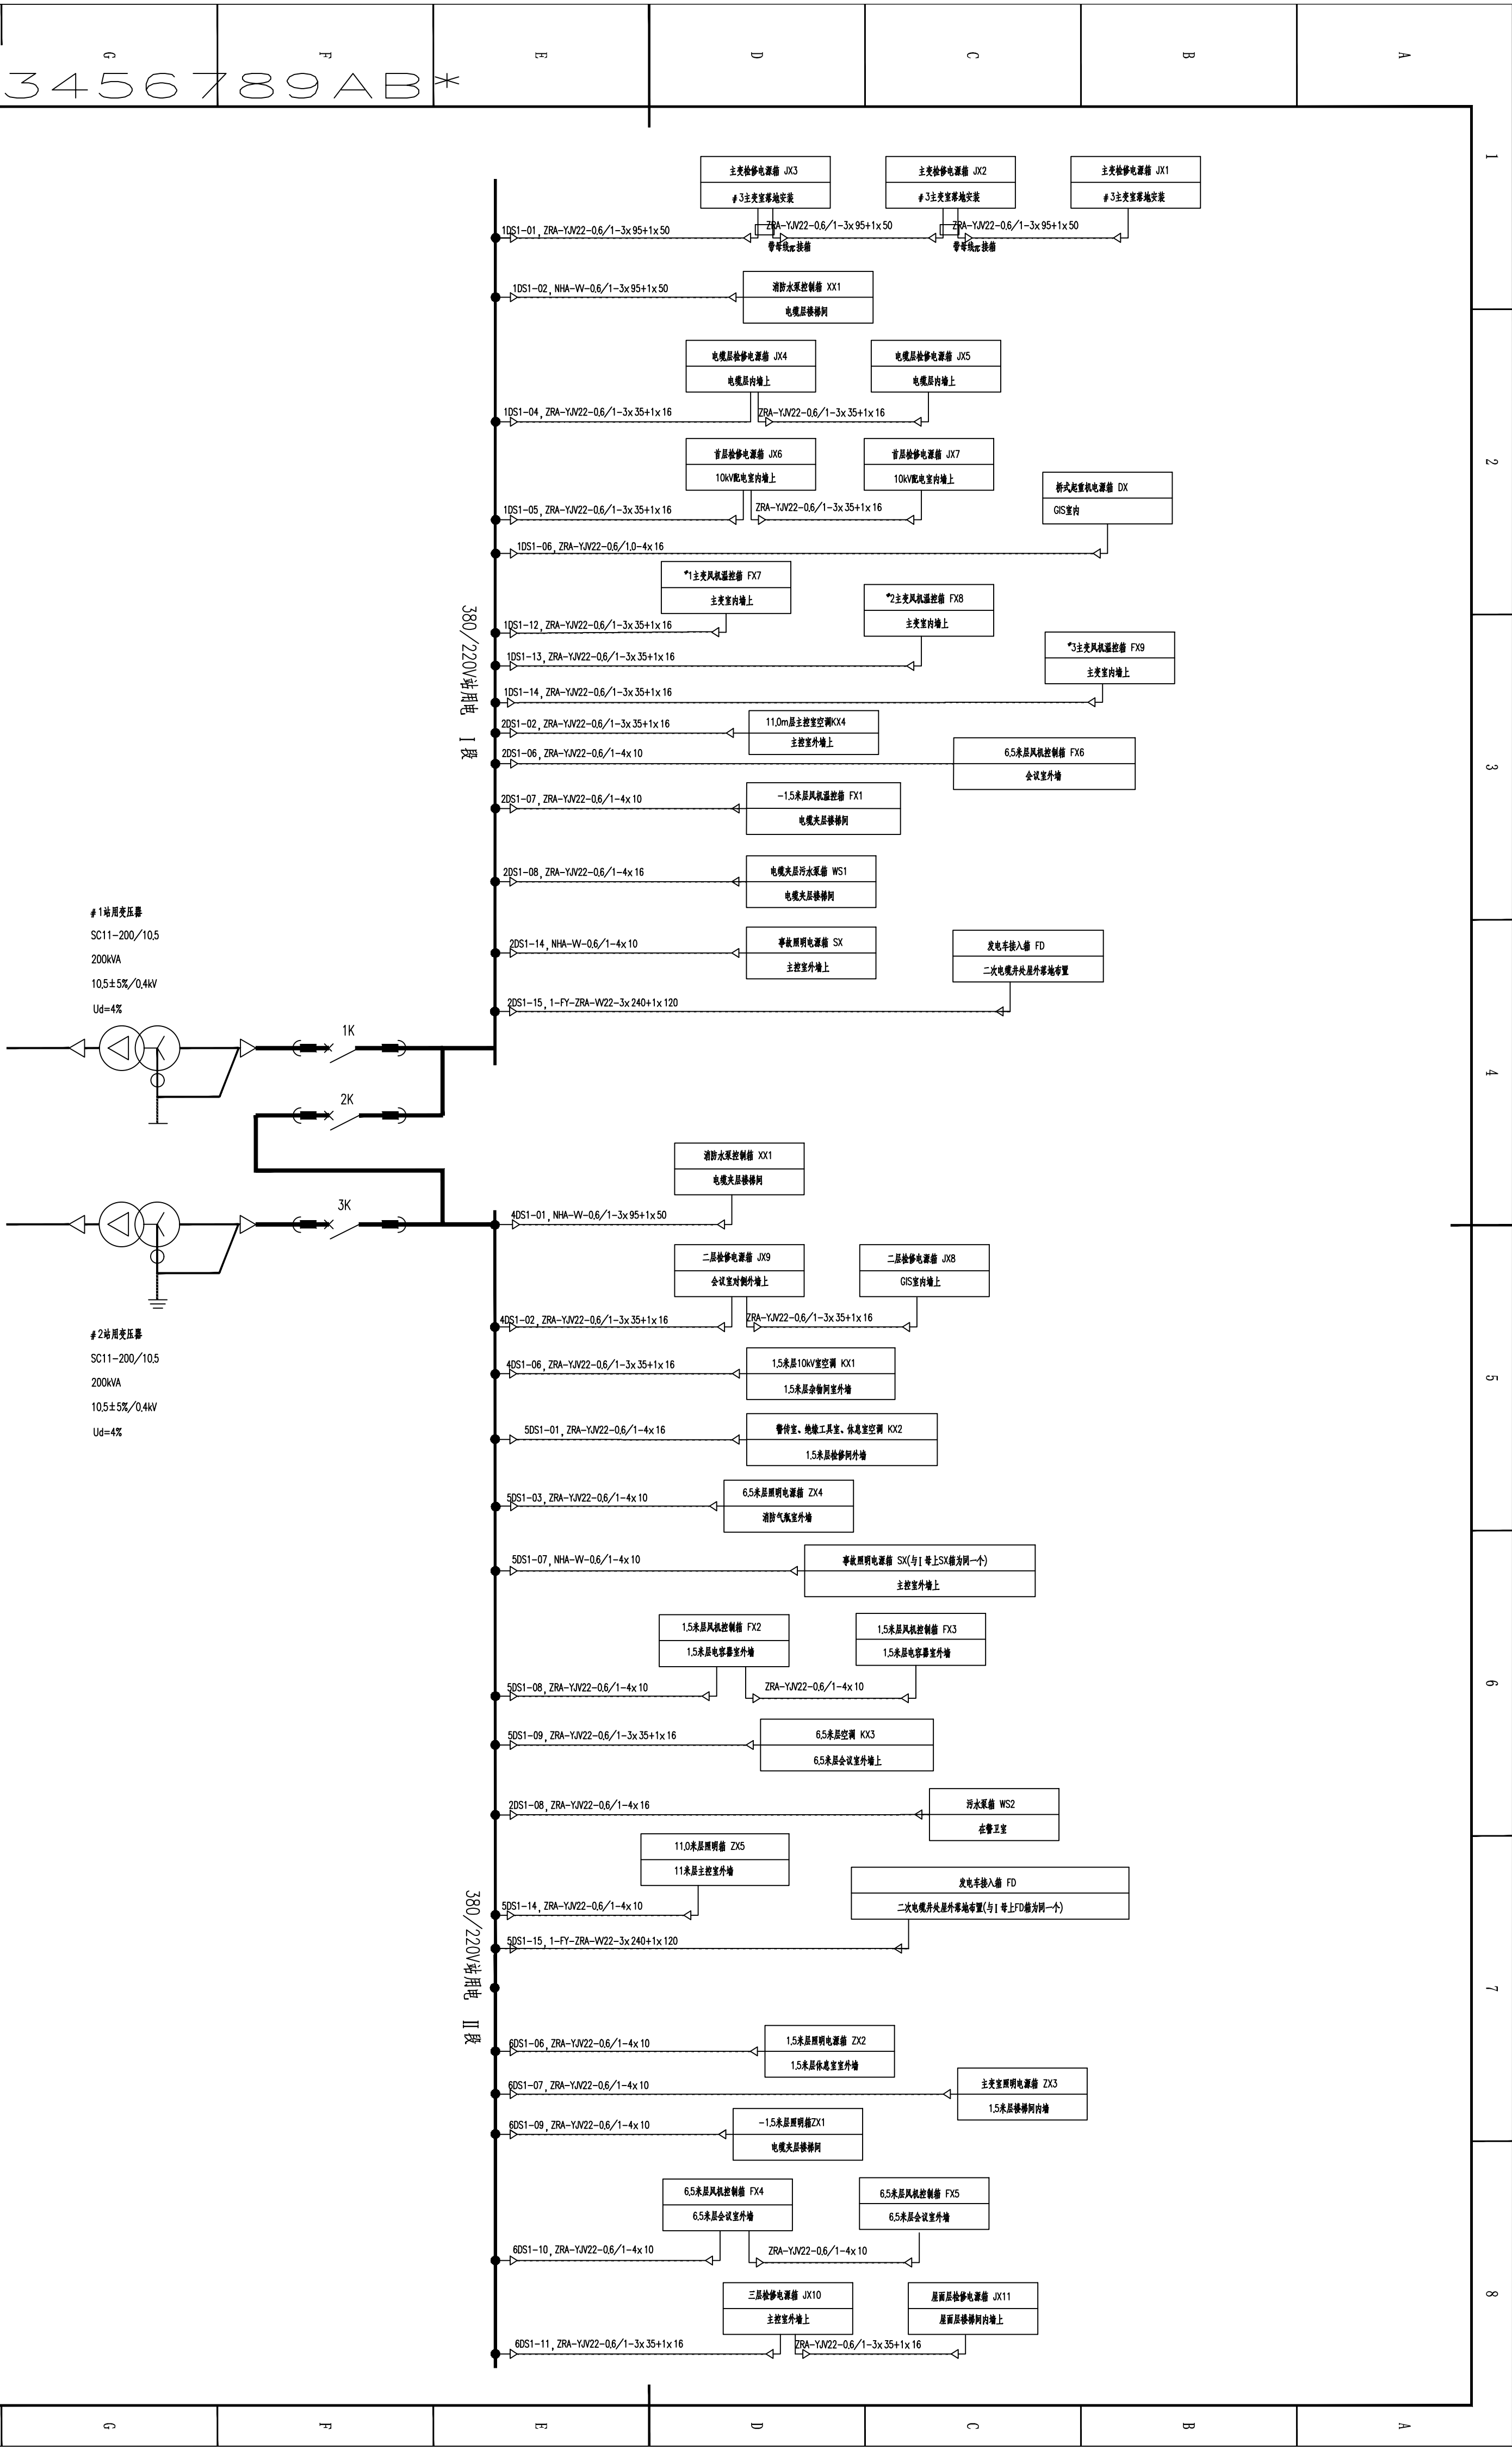 G F E D C B A
3456789AB*
1
主变检修电源箱 JX3
#3主变室落地安装
主变检修电源箱 JX2
#3主变室落地安装
主变检修电源箱 JX1
#3主变室落地安装
1DS1-01, ZRA-YJV22-0.6/1-3x95+1x50
ZRA-YJV22-0.6/1-3x95+1x50
ZRA-YJV22-0.6/1-3x95+1x50
带母线π接箱
带母线π接箱
1DS1-02, NHA-VV-0.6/1-3x95+1x50
消防水泵控制箱 XX1
电缆层楼梯间
电缆层检修电源箱 JX4
电缆层内墙上
电缆层检修电源箱 JX5
电缆层内墙上
1DS1-04, ZRA-YJV22-0.6/1-3x35+1x16
ZRA-YJV22-0.6/1-3x35+1x16
2
首层检修电源箱 JX6
10kV配电室内墙上
首层检修电源箱 JX7
10kV配电室内墙上
桥式起重机电源箱 DX
GIS室内
1DS1-05, ZRA-YJV22-0.6/1-3x35+1x16
ZRA-YJV22-0.6/1-3x35+1x16
1DS1-06, ZRA-YJV22-0.6/1.0-4x16
*1主变风机温控箱 FX7
主变室内墙上
*2主变风机温控箱 FX8
主变室内墙上
*3主变风机温控箱 FX9
主变室内墙上
1DS1-12, ZRA-YJV22-0.6/1-3x35+1x16
1DS1-13, ZRA-YJV22-0.6/1-3x35+1x16
1DS1-14, ZRA-YJV22-0.6/1-3x35+1x16
380/220V站用电 I段
2DS1-02, ZRA-YJV22-0.6/1-3x35+1x16
11.0m层主控室空调KX4
主控室外墙上
2DS1-06, ZRA-YJV22-0.6/1-4x10
6.5米层风机控制箱 FX6
会议室外墙
3
2DS1-07, ZRA-YJV22-0.6/1-4x10
-1.5米层风机温控箱 FX1
电缆夹层楼梯间
2DS1-08, ZRA-YJV22-0.6/1-4x16
电缆夹层污水泵箱 WS1
电缆夹层楼梯间
2DS1-14, NHA-VV-0.6/1-4x10
事故照明电源箱 SX
主控室外墙上
发电车接入箱 FD
二次电缆井处屋外落地布置
2DS1-15, 1-FY-ZRA-VV22-3x240+1x120
#1站用变压器
SC11-200/10.5
200kVA
10.5±5%/0.4kV
Ud=4%
1K
4
2K
3K
消防水泵控制箱 XX1
电缆夹层楼梯间
4DS1-01, NHA-VV-0.6/1-3x95+1x50
二层检修电源箱 JX9
会议室对侧外墙上
二层检修电源箱 JX8
GIS室内墙上
4DS1-02, ZRA-YJV22-0.6/1-3x35+1x16
ZRA-YJV22-0.6/1-3x35+1x16
#2站用变压器
SC11-200/10.5
200kVA
10.5±5%/0.4kV
Ud=4%
4DS1-06, ZRA-YJV22-0.6/1-3x35+1x16
1.5米层10kV室空调 KX1
1.5米层杂物间室外墙
5
5DS1-01, ZRA-YJV22-0.6/1-4x16
警传室、绝缘工具室、休息室空调 KX2
1.5米层检修间外墙
5DS1-03, ZRA-YJV22-0.6/1-4x10
6.5米层照明电源箱 ZX4
消防气瓶室外墙
5DS1-07, NHA-VV-0.6/1-4x10
事故照明电源箱 SX(与I母上SX箱为同一个)
主控室外墙上
1.5米层风机控制箱 FX2
1.5米层电容器室外墙
1.5米层风机控制箱 FX3
1.5米层电容器室外墙
5DS1-08, ZRA-YJV22-0.6/1-4x10
ZRA-YJV22-0.6/1-4x10
6
5DS1-09, ZRA-YJV22-0.6/1-3x35+1x16
6.5米层空调 KX3
6.5米层会议室外墙上
2DS1-08, ZRA-YJV22-0.6/1-4x16
污水泵箱 WS2
在警卫室
11.0米层照明箱 ZX5
11米层主控室外墙
5DS1-14, ZRA-YJV22-0.6/1-4x10
发电车接入箱 FD
二次电缆井处屋外落地布置(与I母上FD箱为同一个)
5DS1-15, 1-FY-ZRA-VV22-3x240+1x120
380/220V站用电 II段
7
6DS1-06, ZRA-YJV22-0.6/1-4x10
1.5米层照明电源箱 ZX2
1.5米层休息室室外墙
6DS1-07, ZRA-YJV22-0.6/1-4x10
主变室照明电源箱 ZX3
1.5米层楼梯间内墙
6DS1-09, ZRA-YJV22-0.6/1-4x10
-1.5米层照明箱ZX1
电缆夹层楼梯间
6.5米层风机控制箱 FX4
6.5米层会议室外墙
6.5米层风机控制箱 FX5
6.5米层会议室外墙
6DS1-10, ZRA-YJV22-0.6/1-4x10
ZRA-YJV22-0.6/1-4x10
8
三层检修电源箱 JX10
主控室外墙上
屋面层检修电源箱 JX11
屋面层楼梯间内墙上
6DS1-11, ZRA-YJV22-0.6/1-3x35+1x16
ZRA-YJV22-0.6/1-3x35+1x16
G F E D C B A